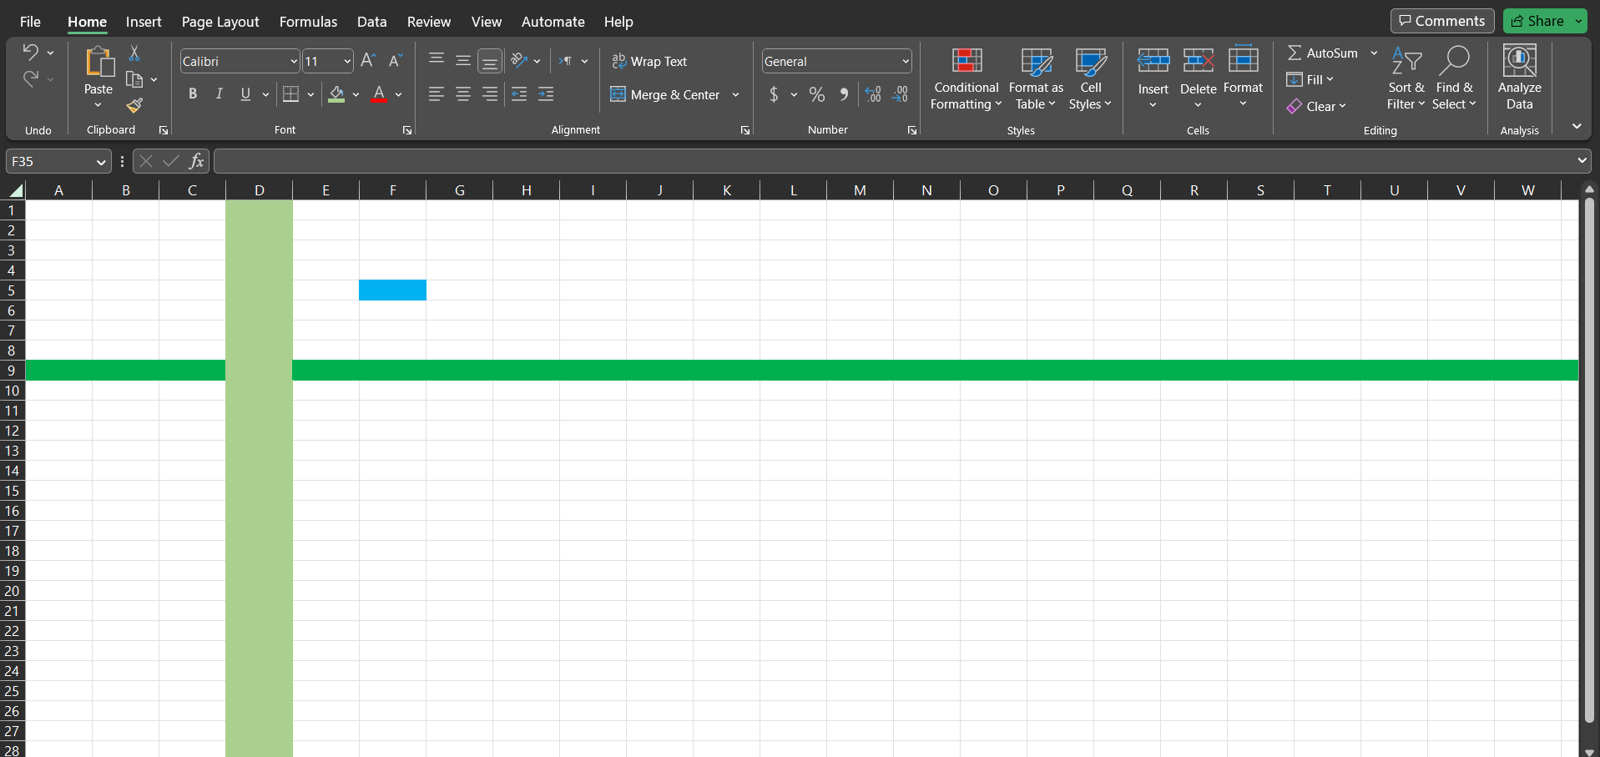 File Home Insert Page Layout Formulas Data Review View Automate Help Comments Share
Paste
Calibri 11
B I U A
ab Wrap Text
Merge & Center
General
$ % 9 .00 .00
Conditional Formatting
Format as Table
Cell Styles
Insert Delete Format
AutoSum
Fill
Clear
Sort & Filter
Find & Select
Analyze Data
Undo Clipboard Font Alignment Number Styles Cells Editing Analysis
F35 fx
A B C D E F G H I J K L M N O P Q R S T U V W
1
2
3
4
5
6
7
8
9
10
11
12
13
14
15
16
17
18
19
20
21
22
23
24
25
26
27
28